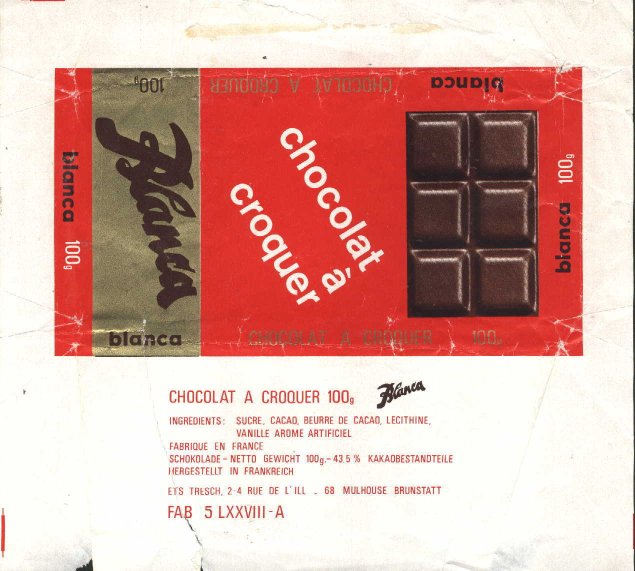 100g CHOCOLAT A CROQUER blanca
blanca 100g
Blanca
blanca
chocolat
à
croquer
blanca 100g
CHOCOLAT A CROQUER 100g
CHOCOLAT A CROQUER 100g Blanca
INGREDIENTS: SUCRE, CACAO, BEURRE DE CACAO, LECITHINE,
VANILLE AROME ARTIFICIEL
FABRIQUE EN FRANCE
SCHOKOLADE - NETTO GEWICHT 100g. - 43.5 % KAKAOBESTANDTEILE
HERGESTELLT IN FRANKREICH
ETS TRESCH, 2-4 RUE DE L'ILL . 68 MULHOUSE BRUNSTATT
FAB 5 LXXVIII-A